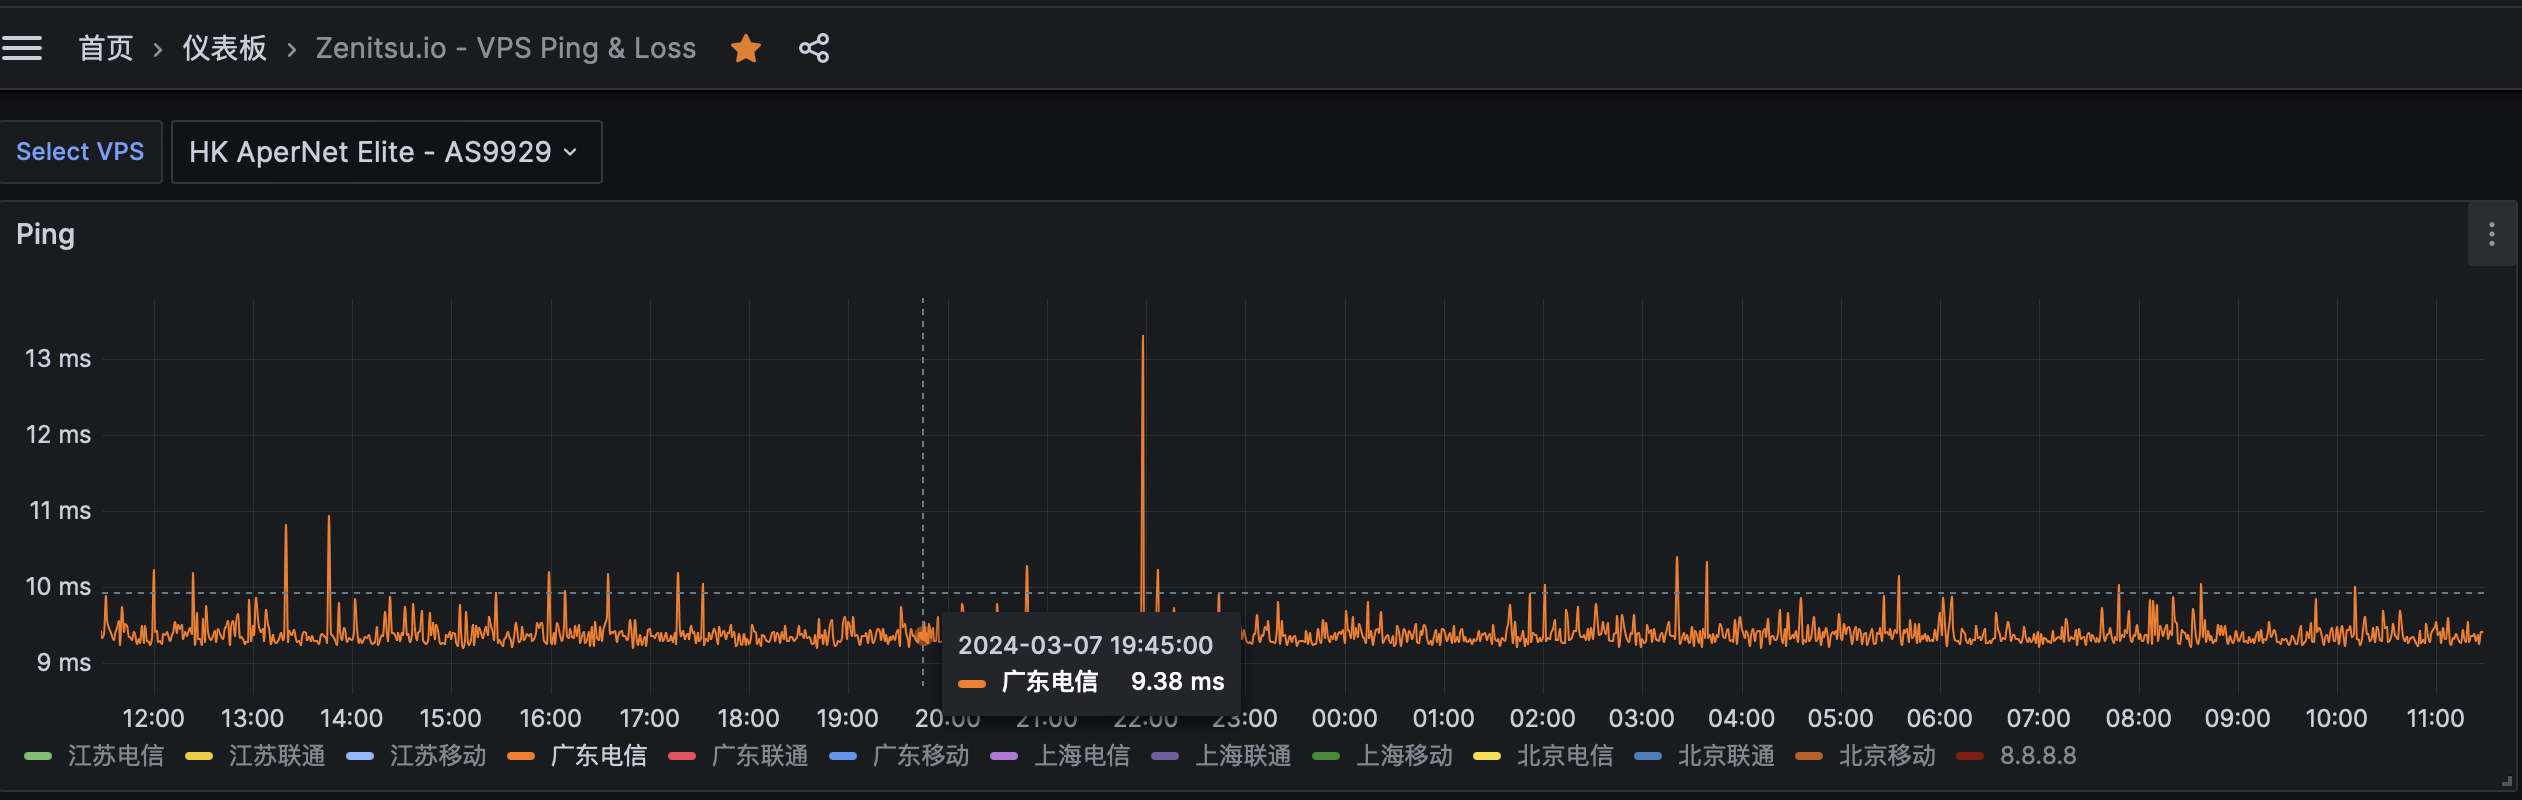 首页 › 仪表板 › Zenitsu.io - VPS Ping & Loss
Select VPS HK AperNet Elite - AS9929
Ping
13 ms
12 ms
11 ms
10 ms
9 ms
2024-03-07 19:45:00
广东电信 9.38 ms
12:00 13:00 14:00 15:00 16:00 17:00 18:00 19:00 20:00 21:00 22:00 23:00 00:00 01:00 02:00 03:00 04:00 05:00 06:00 07:00 08:00 09:00 10:00 11:00
江苏电信 江苏联通 江苏移动 广东电信 广东联通 广东移动 上海电信 上海联通 上海移动 北京电信 北京联通 北京移动 8.8.8.8